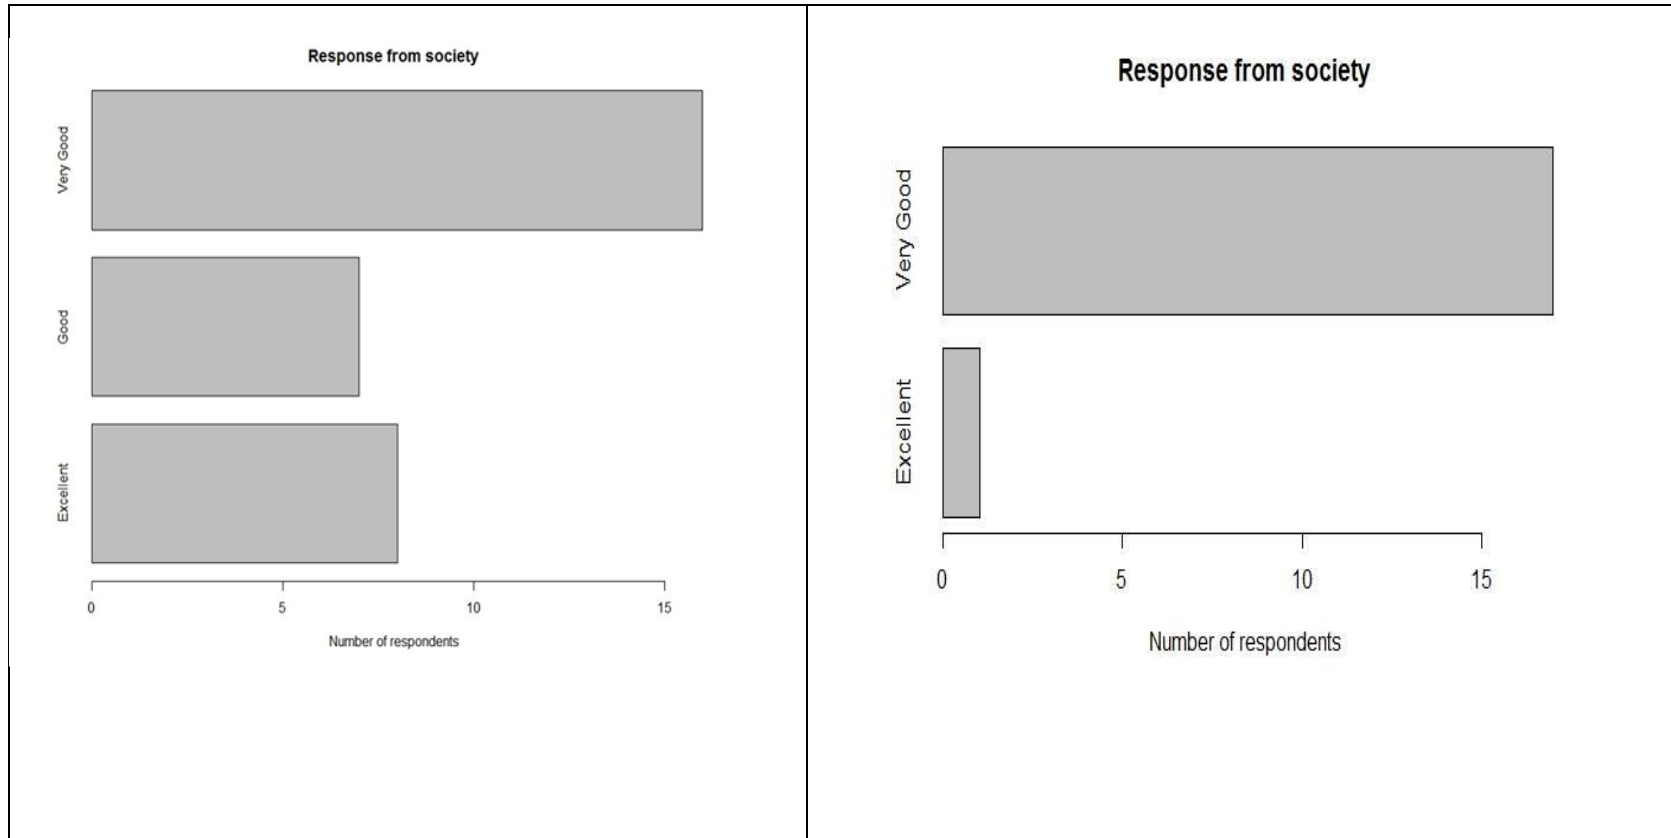 Response from society
Very Good
Good
Excellent
0 5 10 15
Number of respondents
Response from society
Very Good
Excellent
0 5 10 15
Number of respondents